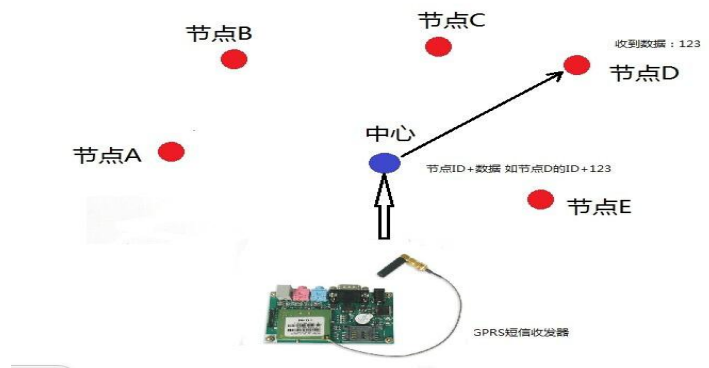 节点B
节点C
收到数据：123
节点D
中心
节点A
节点ID+数据 如节点D的ID+123
节点E
GPRS短信收发器